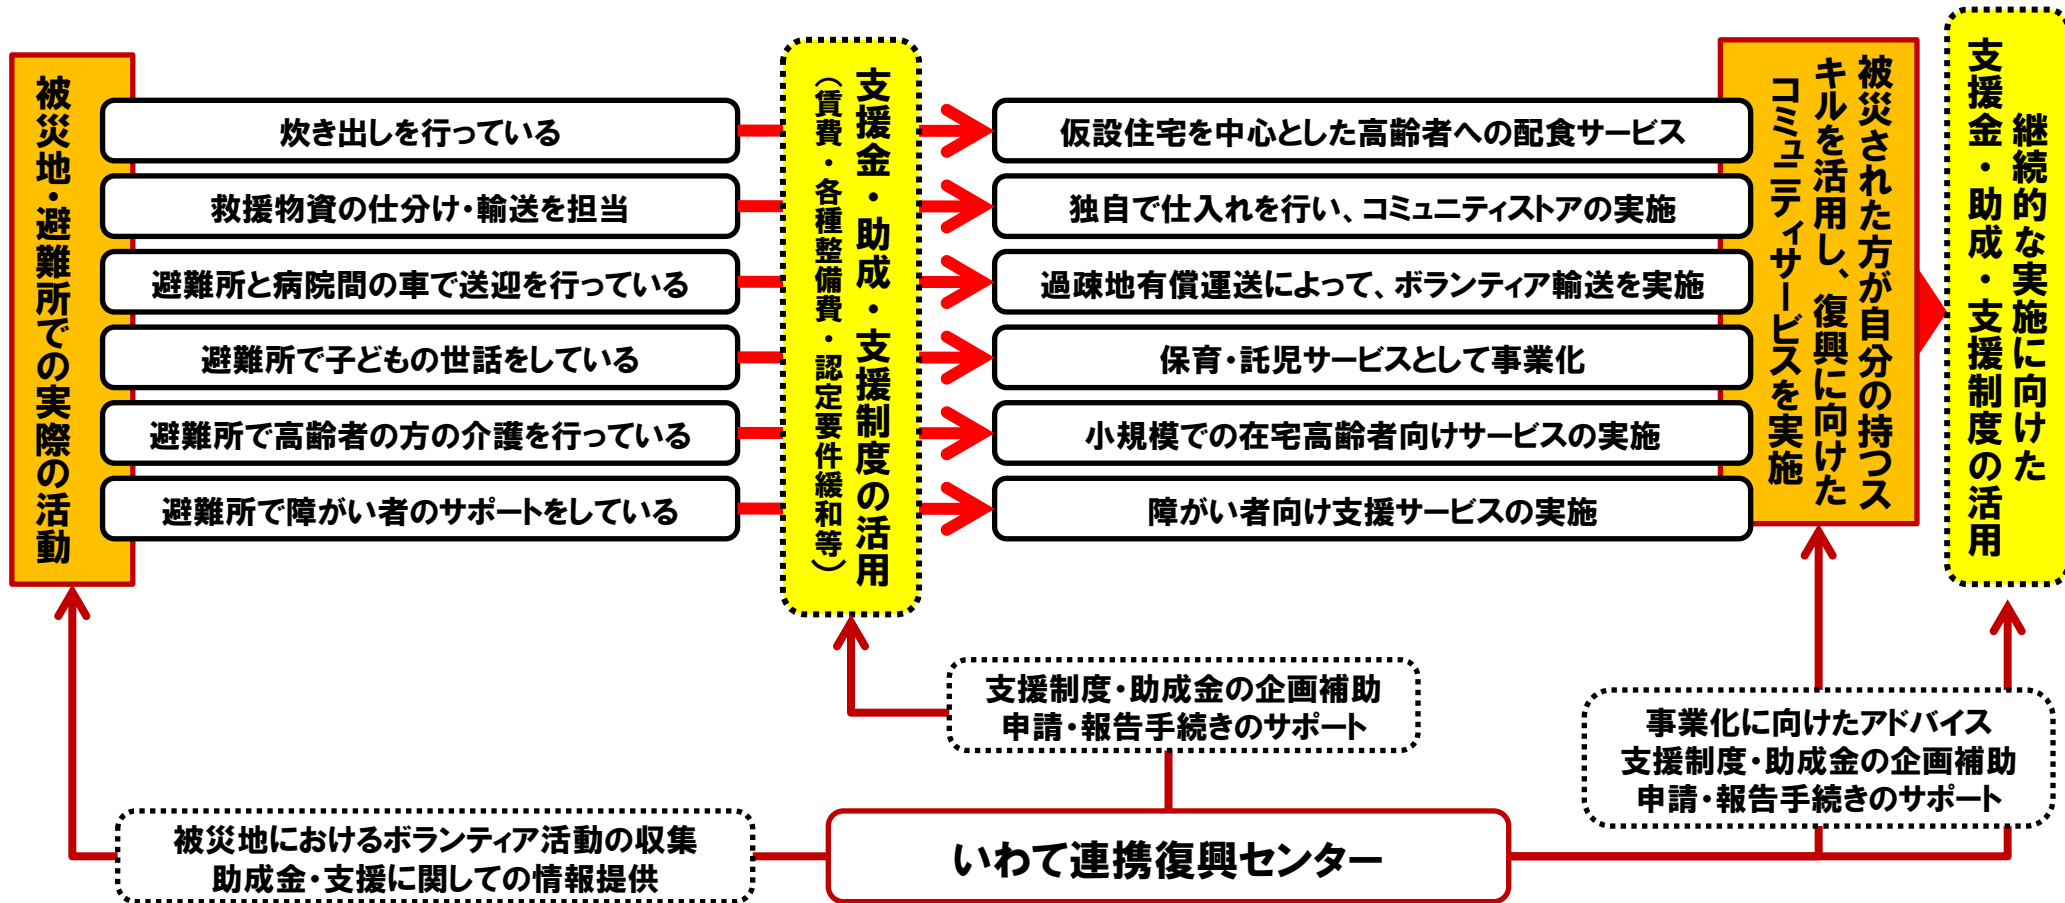 被災地・避難所での実際の活動
炊き出しを行っている
救援物資の仕分け・輸送を担当
避難所と病院間の車で送迎を行っている
避難所で子どもの世話をしている
避難所で高齢者の方の介護を行っている
避難所で障がい者のサポートをしている
支援金・助成・支援制度の活用
（賃費・各種整備費・認定要件緩和等）
仮設住宅を中心とした高齢者への配食サービス
独自で仕入れを行い、コミュニティストアの実施
過疎地有償運送によって、ボランティア輸送を実施
保育・託児サービスとして事業化
小規模での在宅高齢者向けサービスの実施
障がい者向け支援サービスの実施
被災された方が自分の持つス
キルを活用し、復興に向けた
コミュニティサービスを実施
継続的な実施に向けた
支援金・助成・支援制度の活用
支援制度・助成金の企画補助
申請・報告手続きのサポート
事業化に向けたアドバイス
支援制度・助成金の企画補助
申請・報告手続きのサポート
被災地におけるボランティア活動の収集
助成金・支援に関しての情報提供
いわて連携復興センター